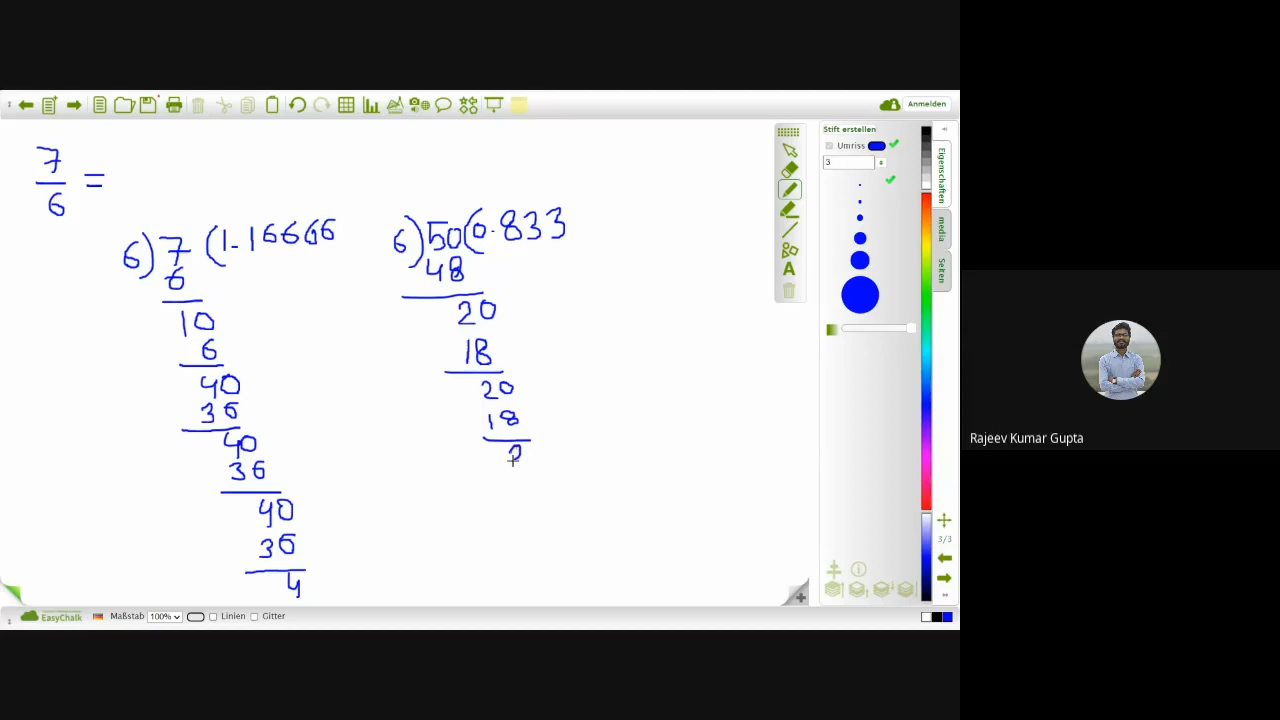 Anmelden
Stift erstellen
Umriss
3
Eigenschaften
media
Seiten
7
6 =
6) 7 (1.16666
6
10
6
40
36
40
36
40
36
4
6) 50 (0.833
48
20
18
20
18
2
3/3
EasyChalk
Maßstab 100% Linien Gitter
Rajeev Kumar Gupta